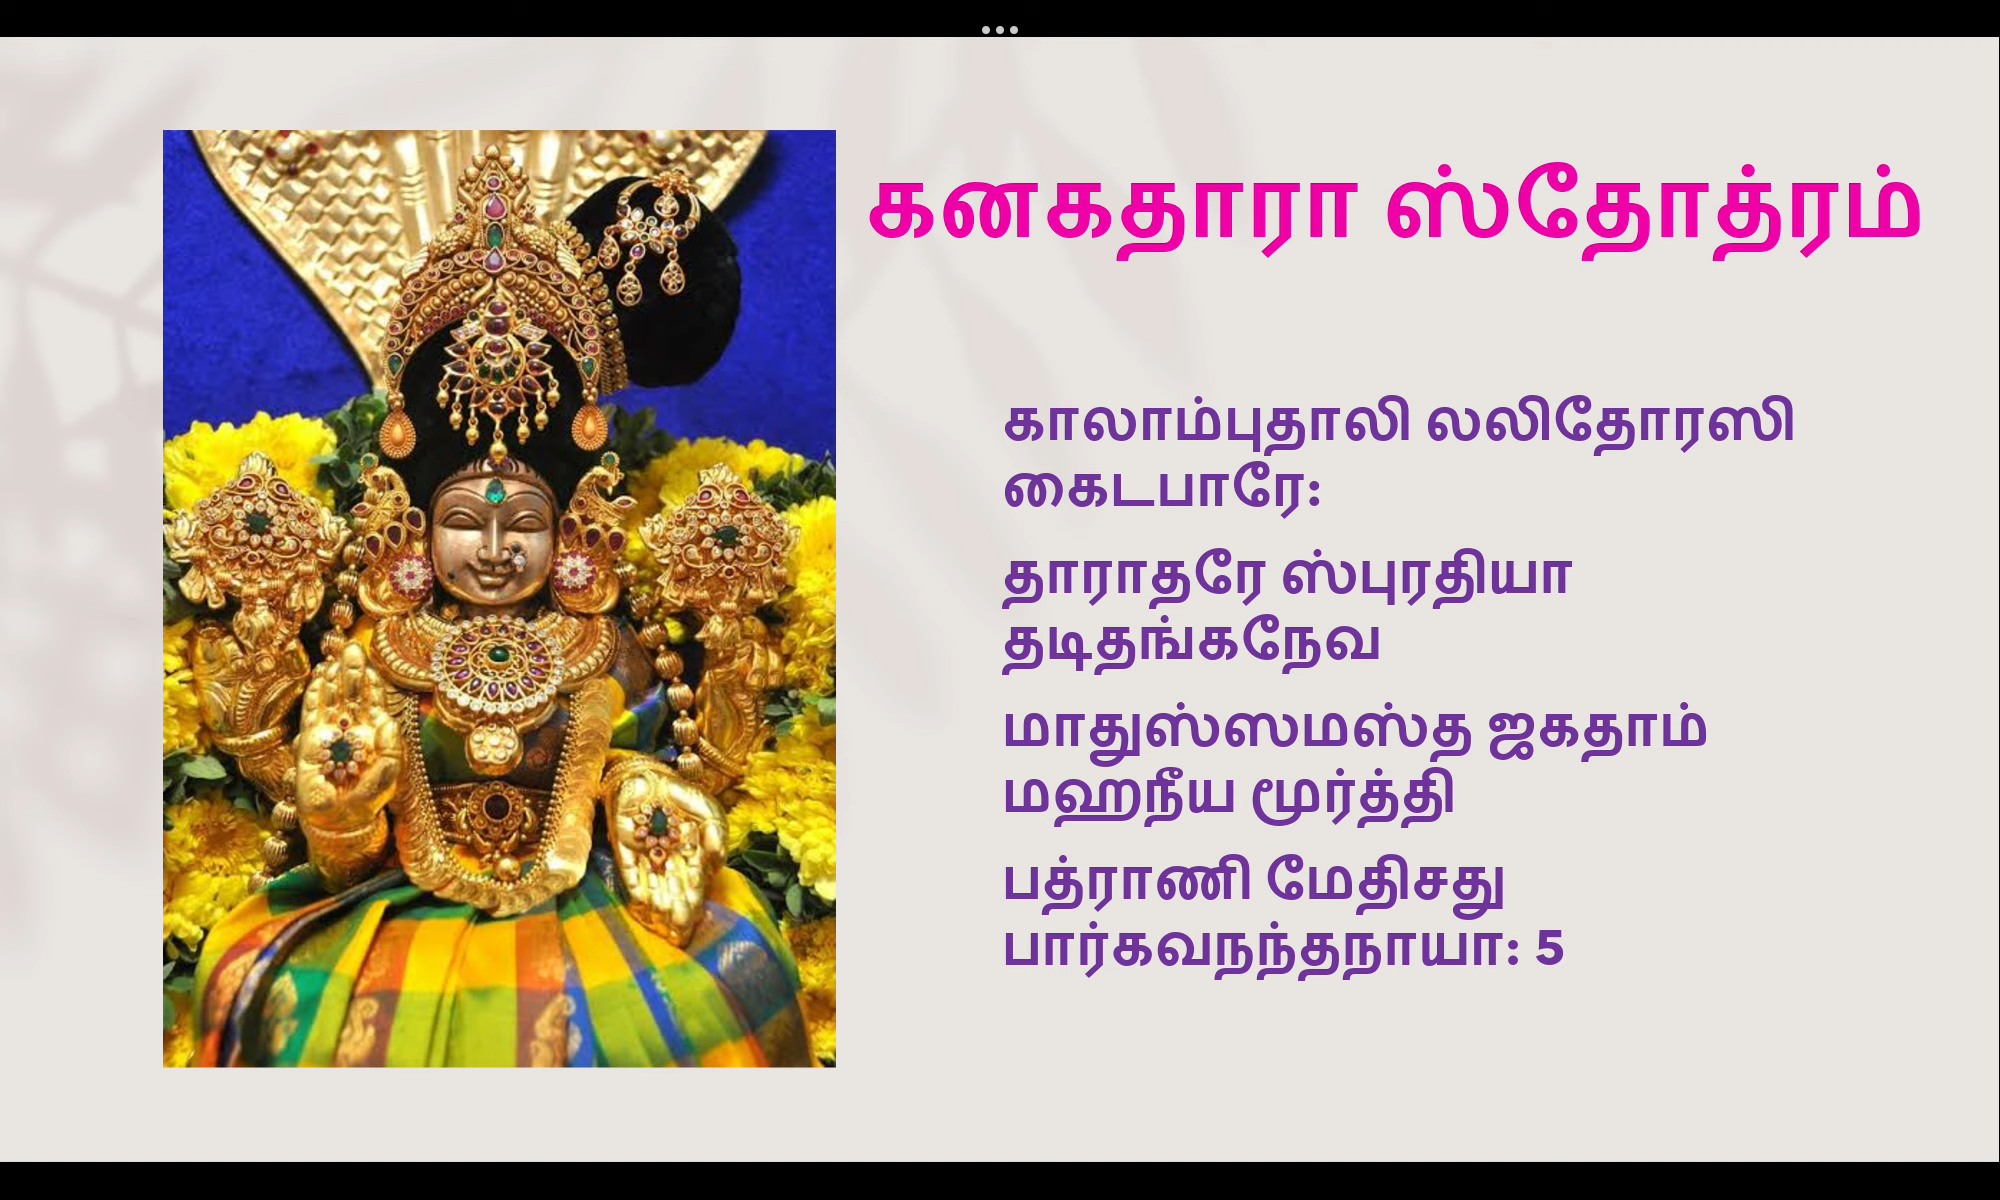 கனகதாரா ஸ்தோத்ரம்
காலாம்புதாலி லலிதோரஸி
கைடபாரே:
தாராதரே ஸ்புரதியா
தடிதங்கநேவ
மாதுஸ்ஸமஸ்த ஜகதாம்
மஹநீய மூர்த்தி
பத்ராணி மேதிசது
பார்கவநந்தநாயா: 5